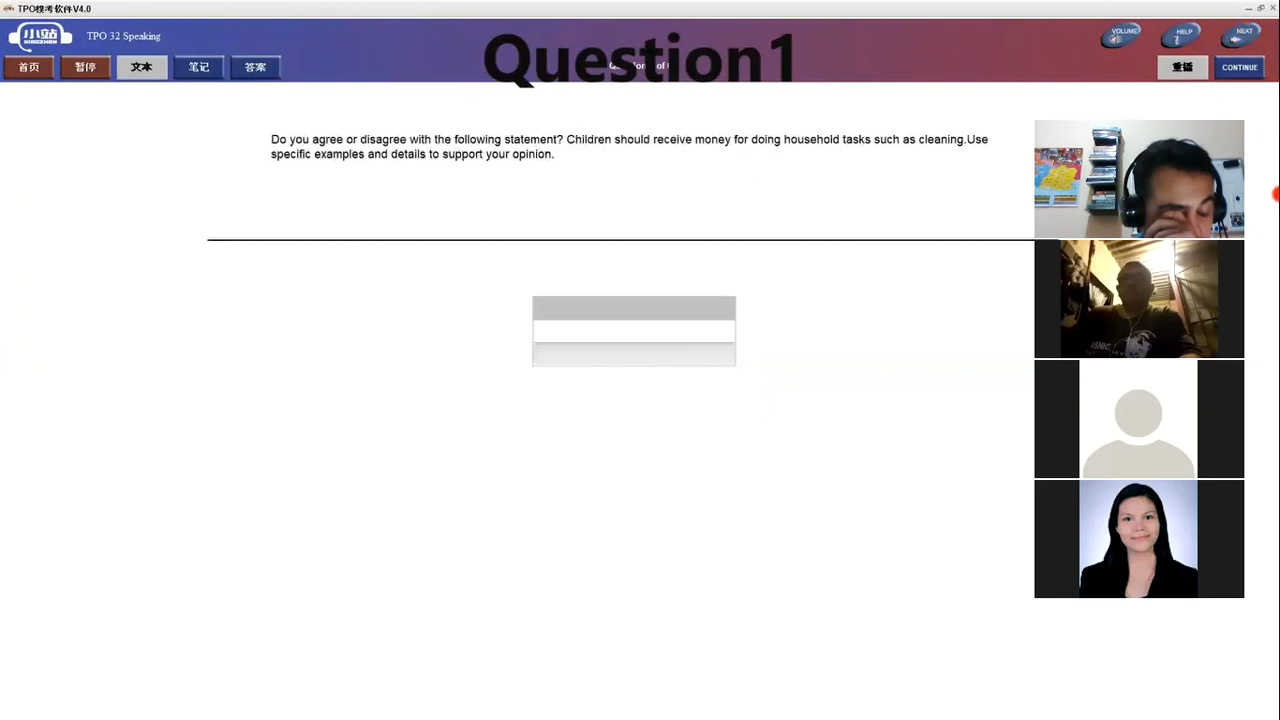 TPO模考软件V4.0
小站
XIAOZHAN
TPO 32 Speaking
VOLUME
HELP
NEXT
Question1
首页
暂停
文本
笔记
答案
重播
CONTINUE
Do you agree or disagree with the following statement? Children should receive money for doing household tasks such as cleaning.Use
specific examples and details to support your opinion.